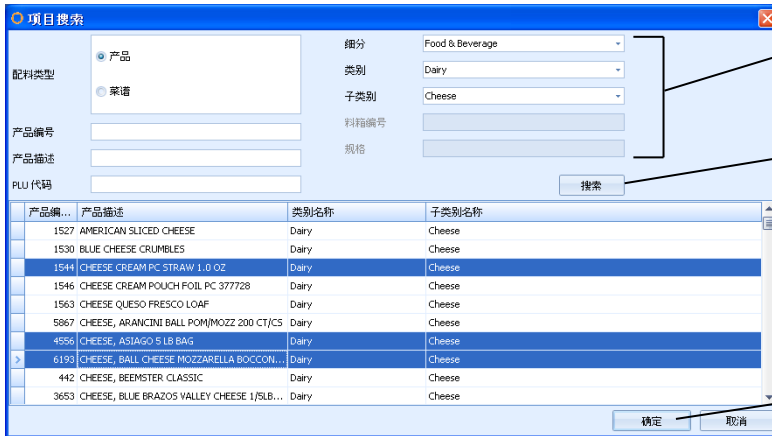 项目搜索
配料类型
产品
菜谱
产品编号
产品描述
PLU 代码
细分 Food & Beverage
类别 Dairy
子类别 Cheese
料箱编号
规格
搜索
产品编... 产品描述 类别名称 子类别名称
1527 AMERICAN SLICED CHEESE Dairy Cheese
1530 BLUE CHEESE CRUMBLES Dairy Cheese
1544 CHEESE CREAM PC STRAW 1.0 OZ Dairy Cheese
1546 CHEESE CREAM POUCH FOIL PC 377728 Dairy Cheese
1563 CHEESE QUESO FRESCO LOAF Dairy Cheese
5867 CHEESE, ARANCINI BALL POM/MOZZ 200 CT/CS Dairy Cheese
4556 CHEESE, ASIAGO 5 LB BAG Dairy Cheese
6193 CHEESE, BALL CHEESE MOZZARELLA BOCCON... Dairy Cheese
442 CHEESE, BEEMSTER CLASSIC Dairy Cheese
3653 CHEESE, BLUE BRAZOS VALLEY CHEESE 1/5LB... Dairy Cheese
确定 取消